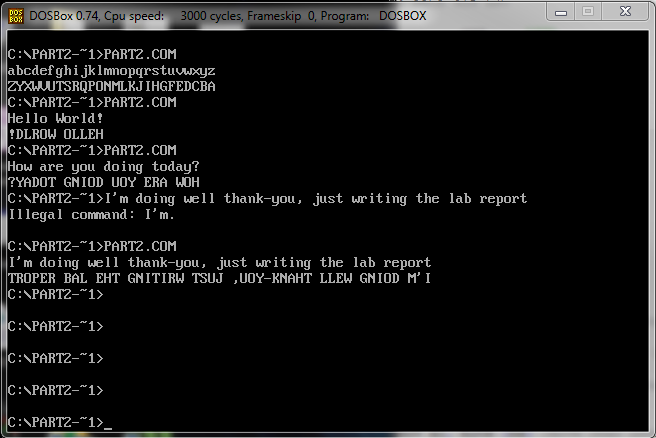 DOSBox 0.74, Cpu speed: 3000 cycles, Frameskip 0, Program: DOSBOX
C:\PART2-~1>PART2.COM
abcdefghijklmnopqrstuvwxyz
ZYXWVUTSRQPONMLKJIHGFEDCBA
C:\PART2-~1>PART2.COM
Hello World!
!DLROW OLLEH
C:\PART2-~1>PART2.COM
How are you doing today?
?YADOT GNIOD UOY ERA WOH
C:\PART2-~1>I'm doing well thank-you, just writing the lab report
Illegal command: I'm.
C:\PART2-~1>PART2.COM
I'm doing well thank-you, just writing the lab report
TROPER BAL EHT GNITIRW TSUJ ,UOY-KNAHT LLEW GNIOD M'I
C:\PART2-~1>
C:\PART2-~1>
C:\PART2-~1>
C:\PART2-~1>
C:\PART2-~1>_